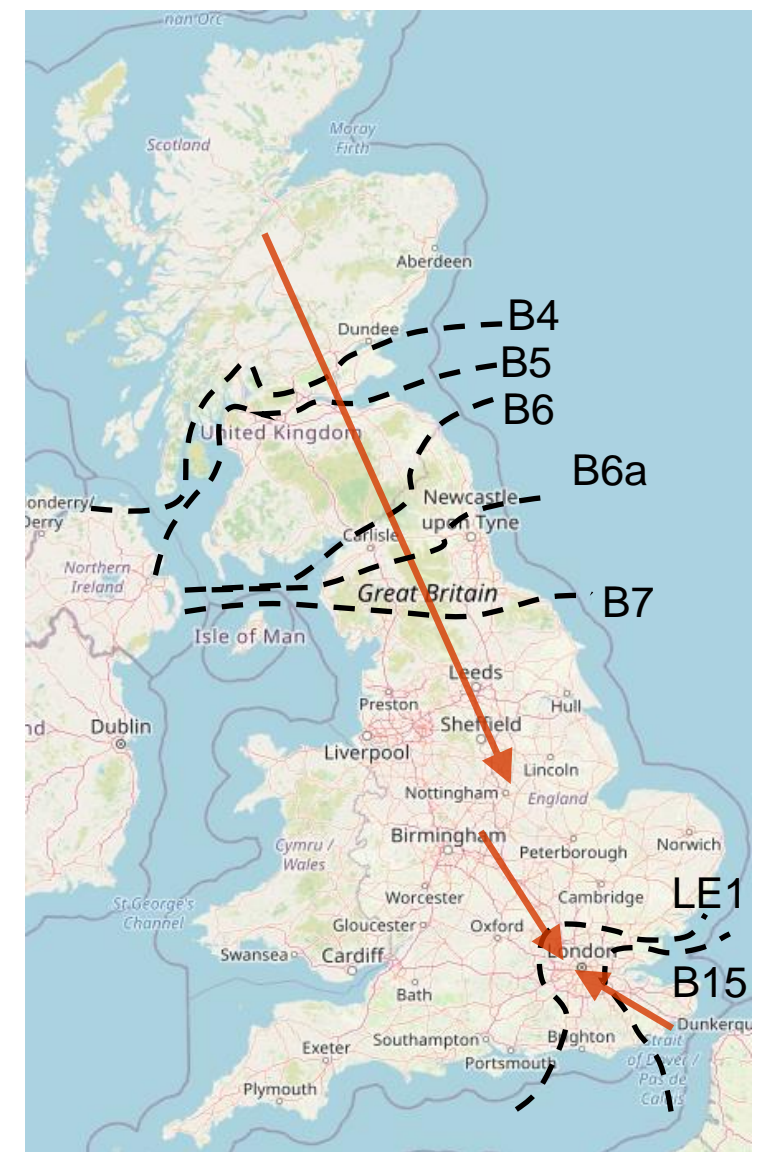 nan Orc
Moray
Firth
Scotland
Aberdeen
B4
Dundee
B5
B6
United Kingdom
B6a
onderry/
Derry
Newcastle
upon Tyne
Carlisle
Northern
Ireland
Great Britain
B7
Isle of Man
Leeds
Preston
Hull
nd
Dublin
Sheffield
Liverpool
Lincoln
Nottingham
England
Birmingham
Norwich
Cymru /
Wales
Peterborough
LE1
Worcester
Cambridge
St George's
Channel
Gloucester
Oxford
Swansea
Cardiff
London
B15
Bath
Dunkerqu
Southampton
Brighton
Strait
of Dover /
Pas de
Calais
Exeter
Portsmouth
Plymouth